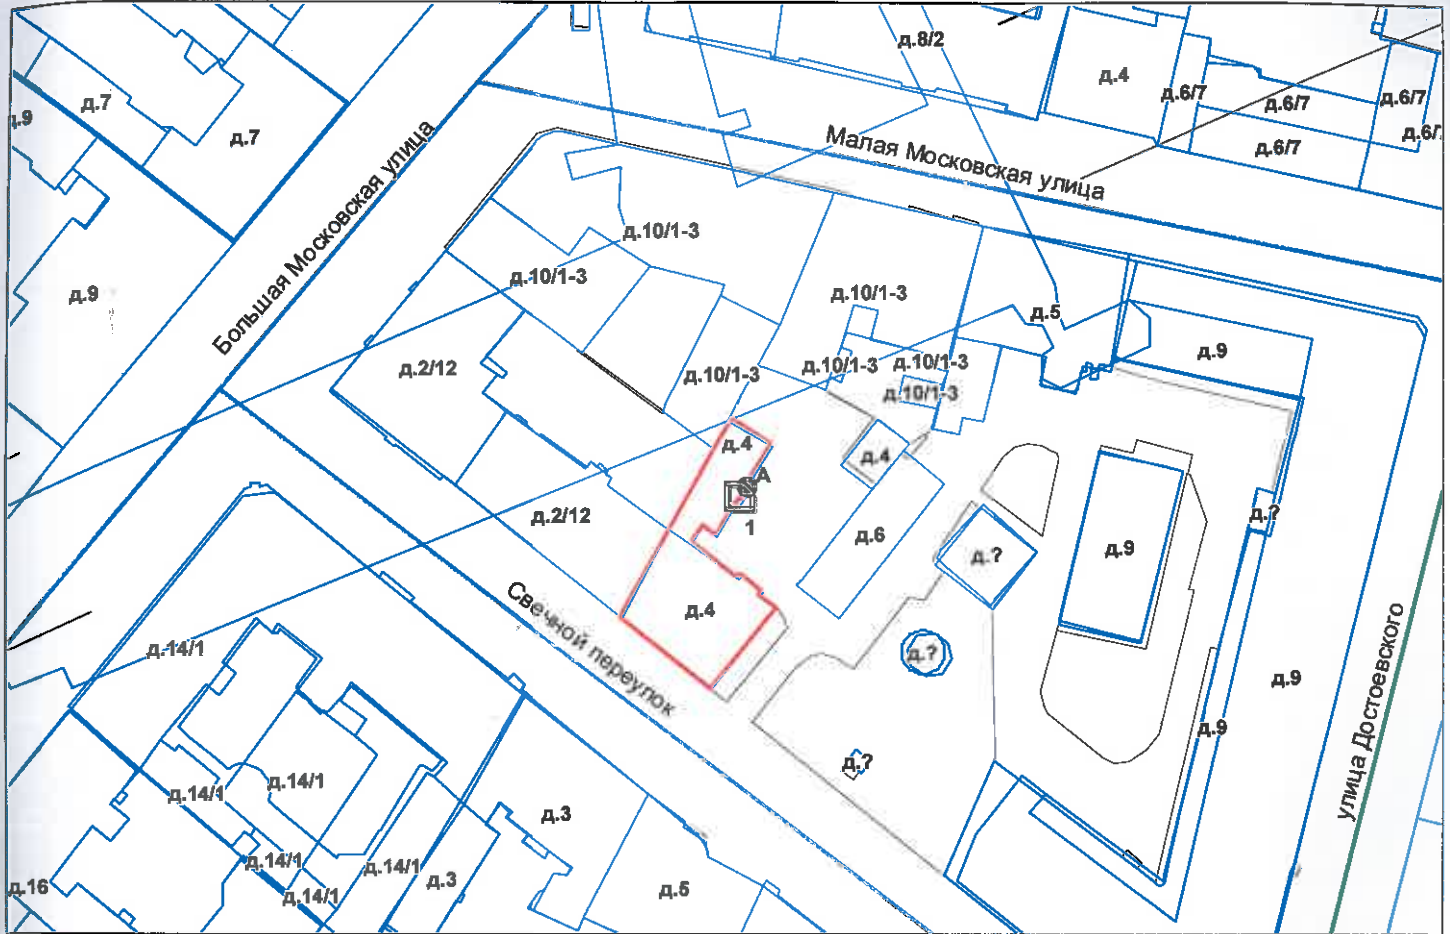 д.8/2
д.4
д.6/7
д.6/7
д.6/7
д.6/7
д.7
д.7
Малая Московская улица
Большая Московская улица
д.10/1-3
д.10/1-3
д.9
д.10/1-3
д.5
д.9
д.2/12
д.10/1-3
д.10/1-3
д.10/1-3
д.10/1-3
д.4
д.4
А
1
д.2/12
д.?
д.6
д.?
д.9
д.4
Свечной переулок
д.14/1
д.?
д.9
улица Достоевского
д.9
д.?
д.14/1
д.14/1
д.3
д.14/1
д.14/1
д.14/1
д.3
д.5
д.16